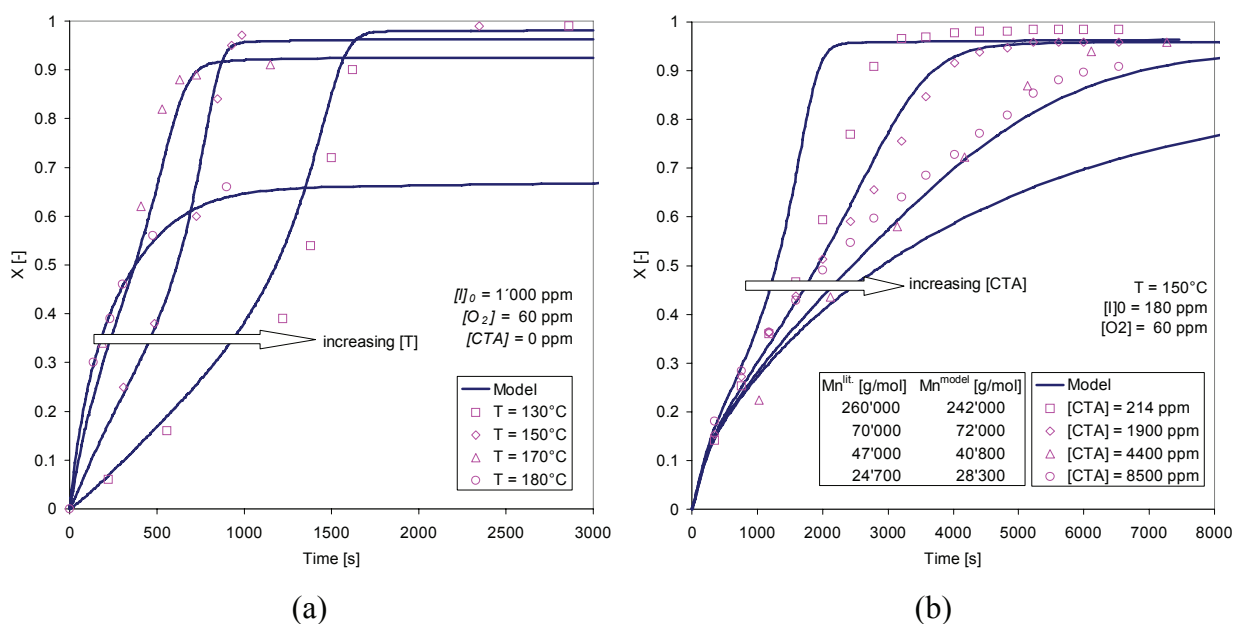 1
0.9
0.8
0.7
0.6
0.5
0.4
0.3
0.2
0.1
0
X [-]
0 500 1000 1500 2000 2500 3000
Time [s]
[I]0 = 1´000 ppm
[O2] = 60 ppm
[CTA] = 0 ppm
increasing [T]
Model
T = 130°C
T = 150°C
T = 170°C
T = 180°C
(a)
1
0.9
0.8
0.7
0.6
0.5
0.4
0.3
0.2
0.1
0
X [-]
0 1000 2000 3000 4000 5000 6000 7000 8000
Time [s]
increasing [CTA]
T = 150°C
[I]0 = 180 ppm
[O2] = 60 ppm
Mnlit. [g/mol] Mnmodel [g/mol]
260'000 242'000
70'000 72'000
47'000 40'800
24'700 28'300
Model
[CTA] = 214 ppm
[CTA] = 1900 ppm
[CTA] = 4400 ppm
[CTA] = 8500 ppm
(b)